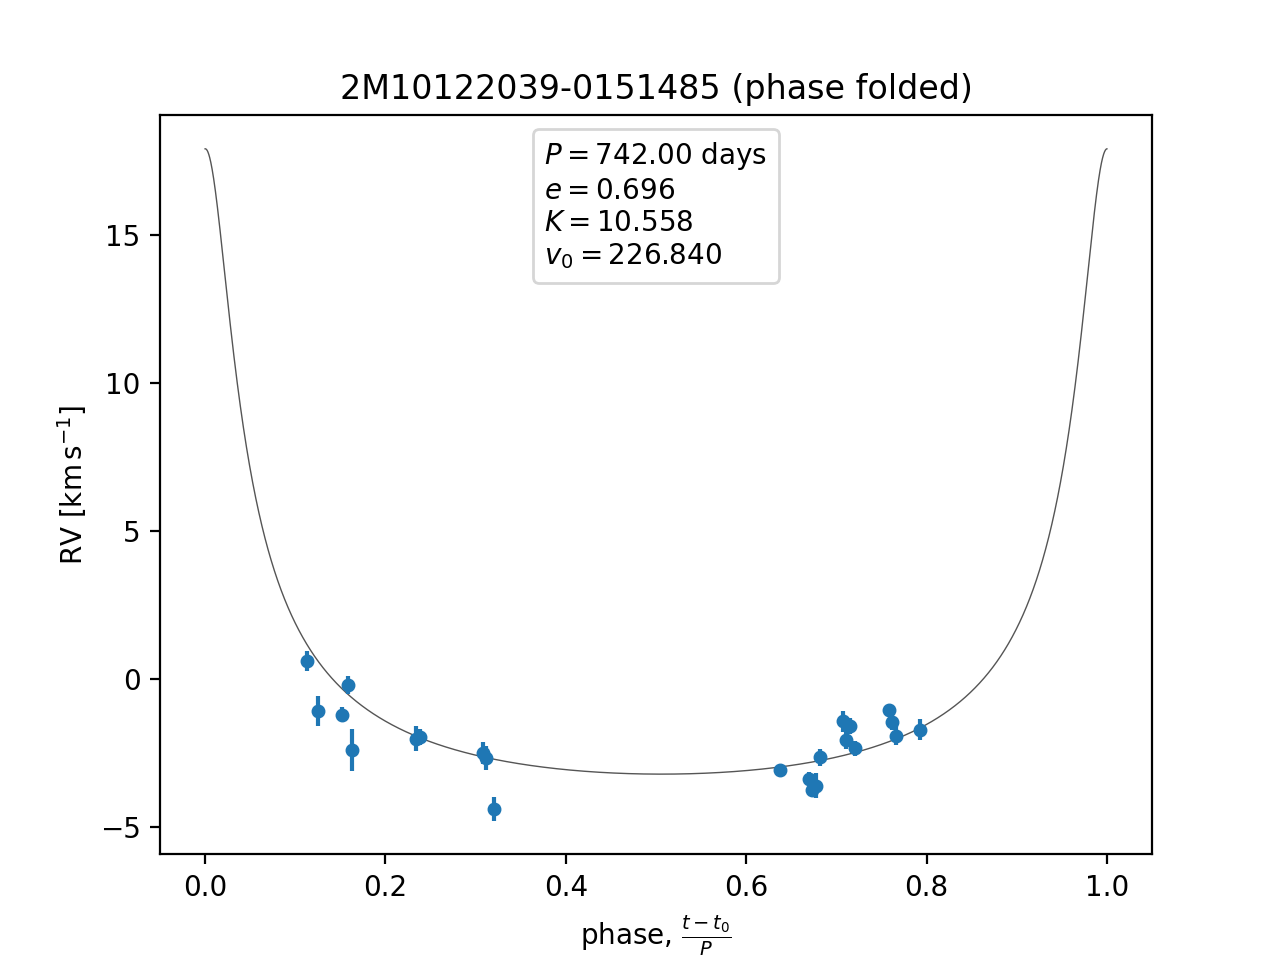 2M10122039-0151485 (phase folded)
P = 742.00 days
e = 0.696
K = 10.558
v₀ = 226.840
15
10
5
0
−5
RV [km s⁻¹]
0.0 0.2 0.4 0.6 0.8 1.0
phase, (t − t₀)/P